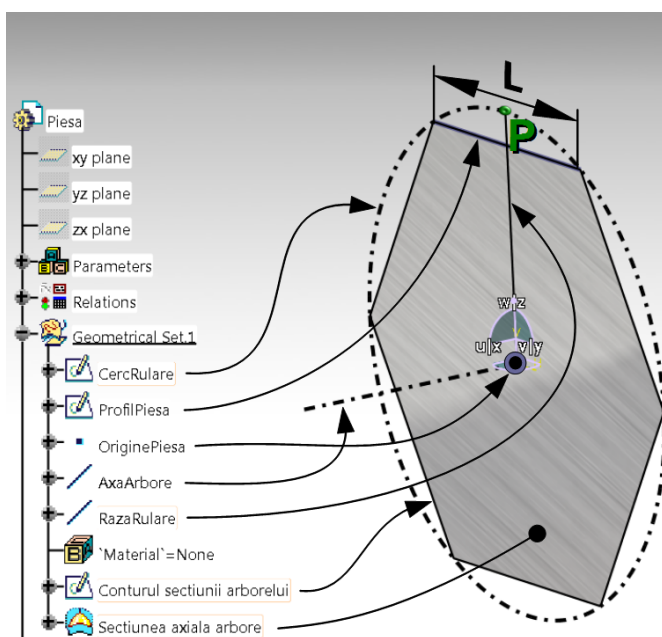 L
P
Piesa
xy plane
yz plane
zx plane
Parameters
Relations
w|z
Geometrical Set.1
u|x v|y
CercRulare
ProfilPiesa
OriginePiesa
AxaArbore
RazaRulare
`Material`=None
Conturul sectiunii arborelui
Sectiunea axiala arbore